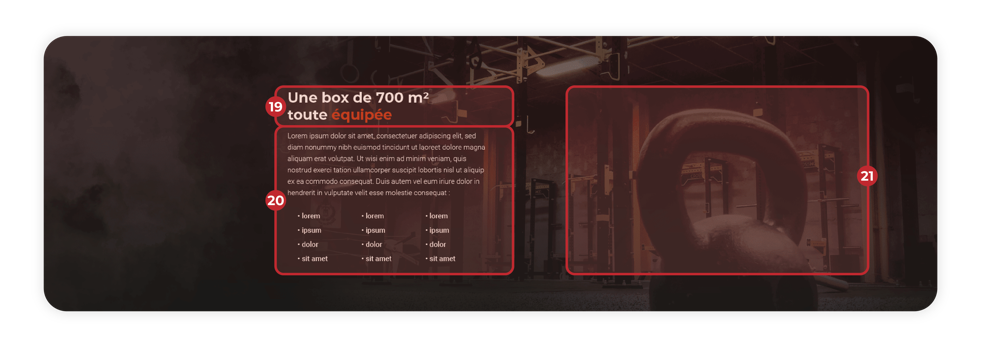 19
Une box de 700 m²
toute équipée
20
Lorem ipsum dolor sit amet, consectetuer adipiscing elit, sed
diam nonummy nibh euismod tincidunt ut laoreet dolore magna
aliquam erat volutpat. Ut wisi enim ad minim veniam, quis
nostrud exerci tation ullamcorper suscipit lobortis nisl ut aliquip
ex ea commodo consequat. Duis autem vel eum iriure dolor in
hendrerit in vulputate velit esse molestie consequat :
• lorem • lorem • lorem
• ipsum • ipsum • ipsum
• dolor • dolor • dolor
• sit amet • sit amet • sit amet
21